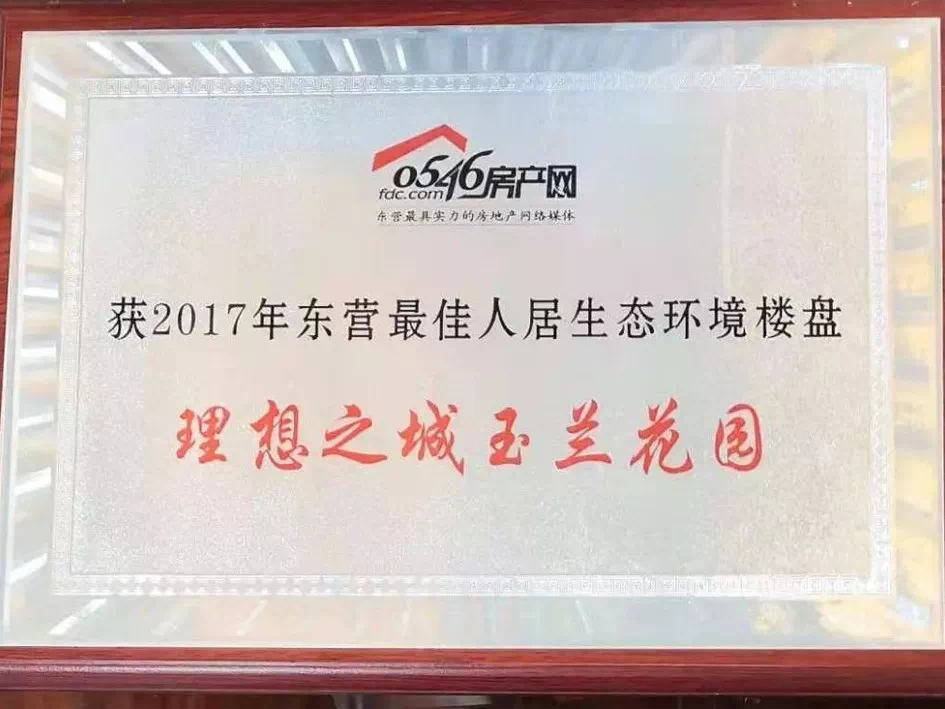 0546房产网
fdc.com
东营最具实力的房地产网络媒体
获2017年东营最佳人居生态环境楼盘
理想之城玉兰花园